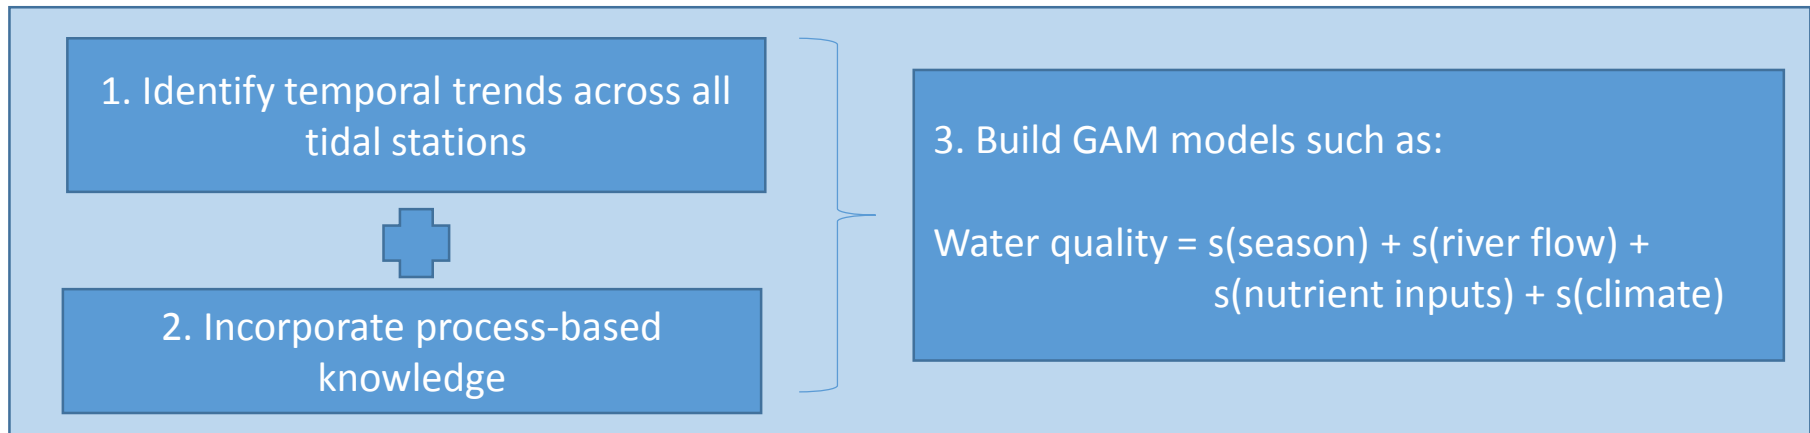 1. Identify temporal trends across all
tidal stations
2. Incorporate process-based
knowledge
3. Build GAM models such as:
Water quality = s(season) + s(river flow) +
s(nutrient inputs) + s(climate)